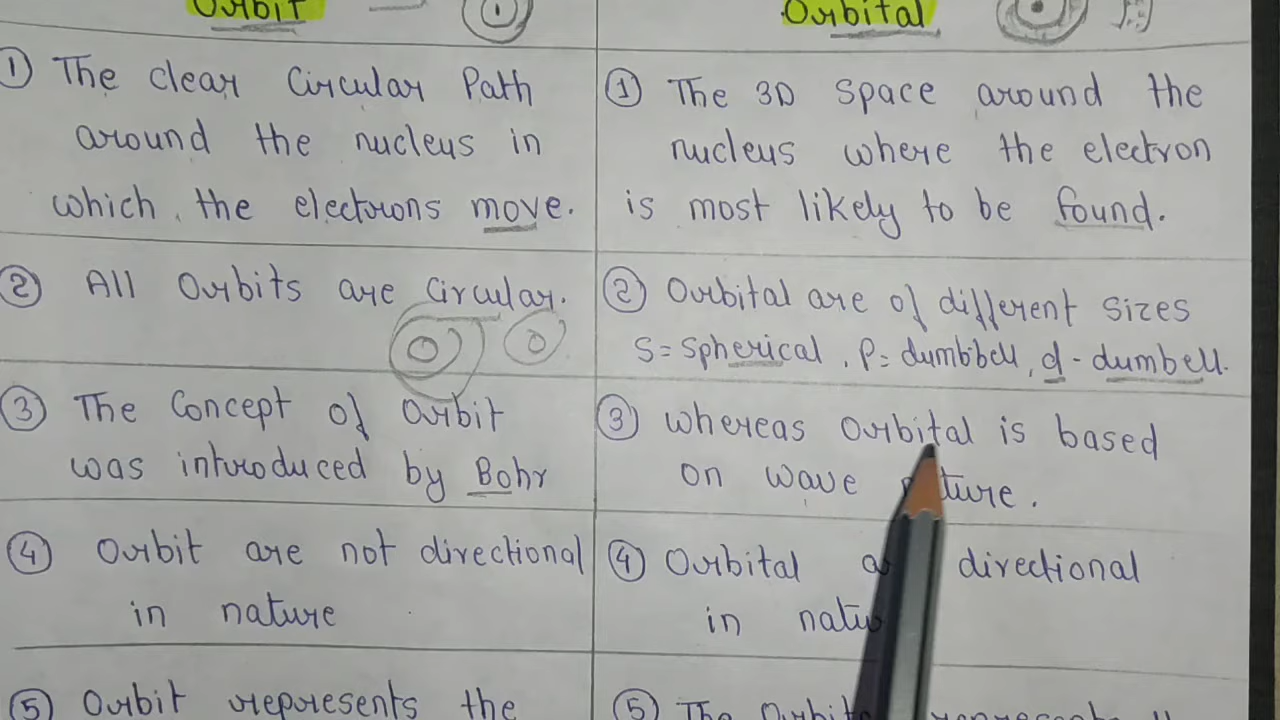 Orbit
① The clear Circular Path
around the nucleus in
which the electrons move.
② All Orbits are Circular.
③ The Concept of Orbit
was introduced by Bohr
④ Orbit are not directional
in nature
⑤ Orbit represents the
Orbital
① The 3D Space around the
nucleus where the electron
is most likely to be found.
② Orbital are of different Sizes
S = Spherical, P = dumbbell, d - dumbell.
③ Whereas Orbital is based
on wave
④ Orbital directional
in
⑤ The